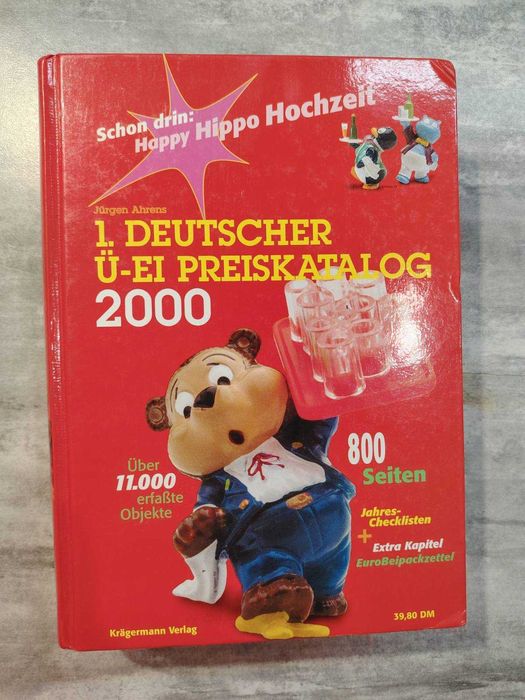 Schon drin:
Happy Hippo Hochzeit
Jürgen Ahrens
1. DEUTSCHER
Ü-EI PREISKATALOG
2000
Über
11.000
erfaßte
Objekte
800
Seiten
Jahres-
Checklisten
+
Extra Kapitel
EuroBeipackzettel
Krägermann Verlag
39,80 DM